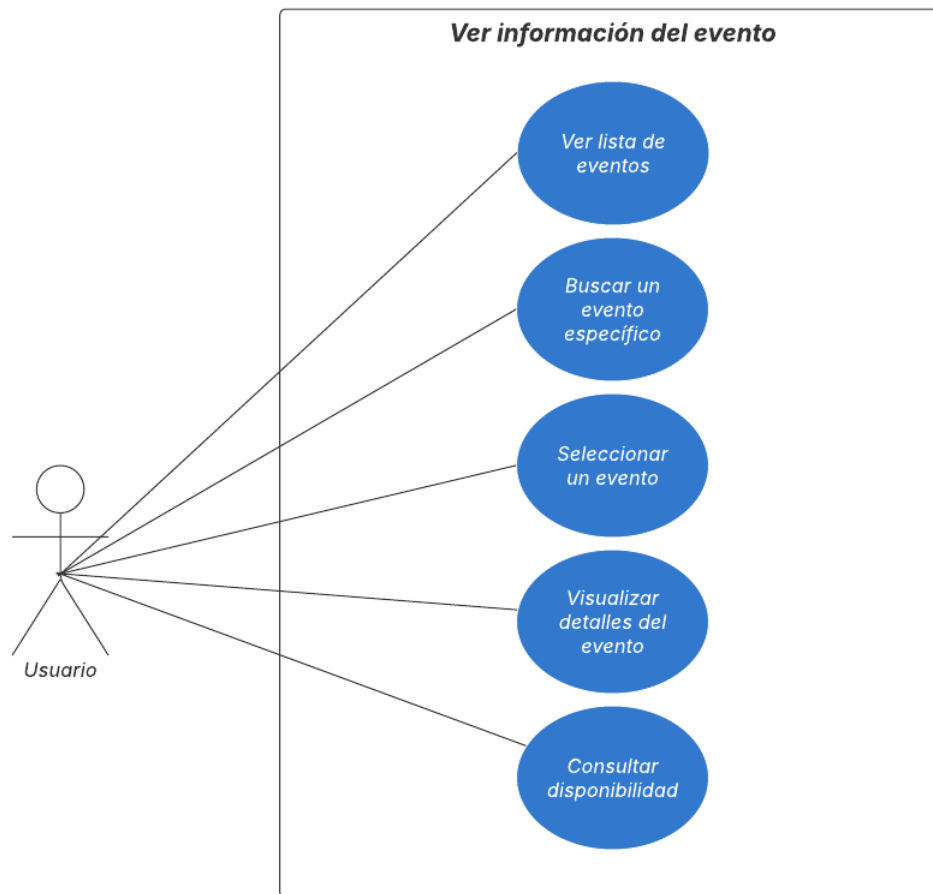 Ver información del evento
Ver lista de
eventos
Buscar un
evento
específico
Seleccionar
un evento
Visualizar
detalles del
evento
Usuario
Consultar
disponibilidad